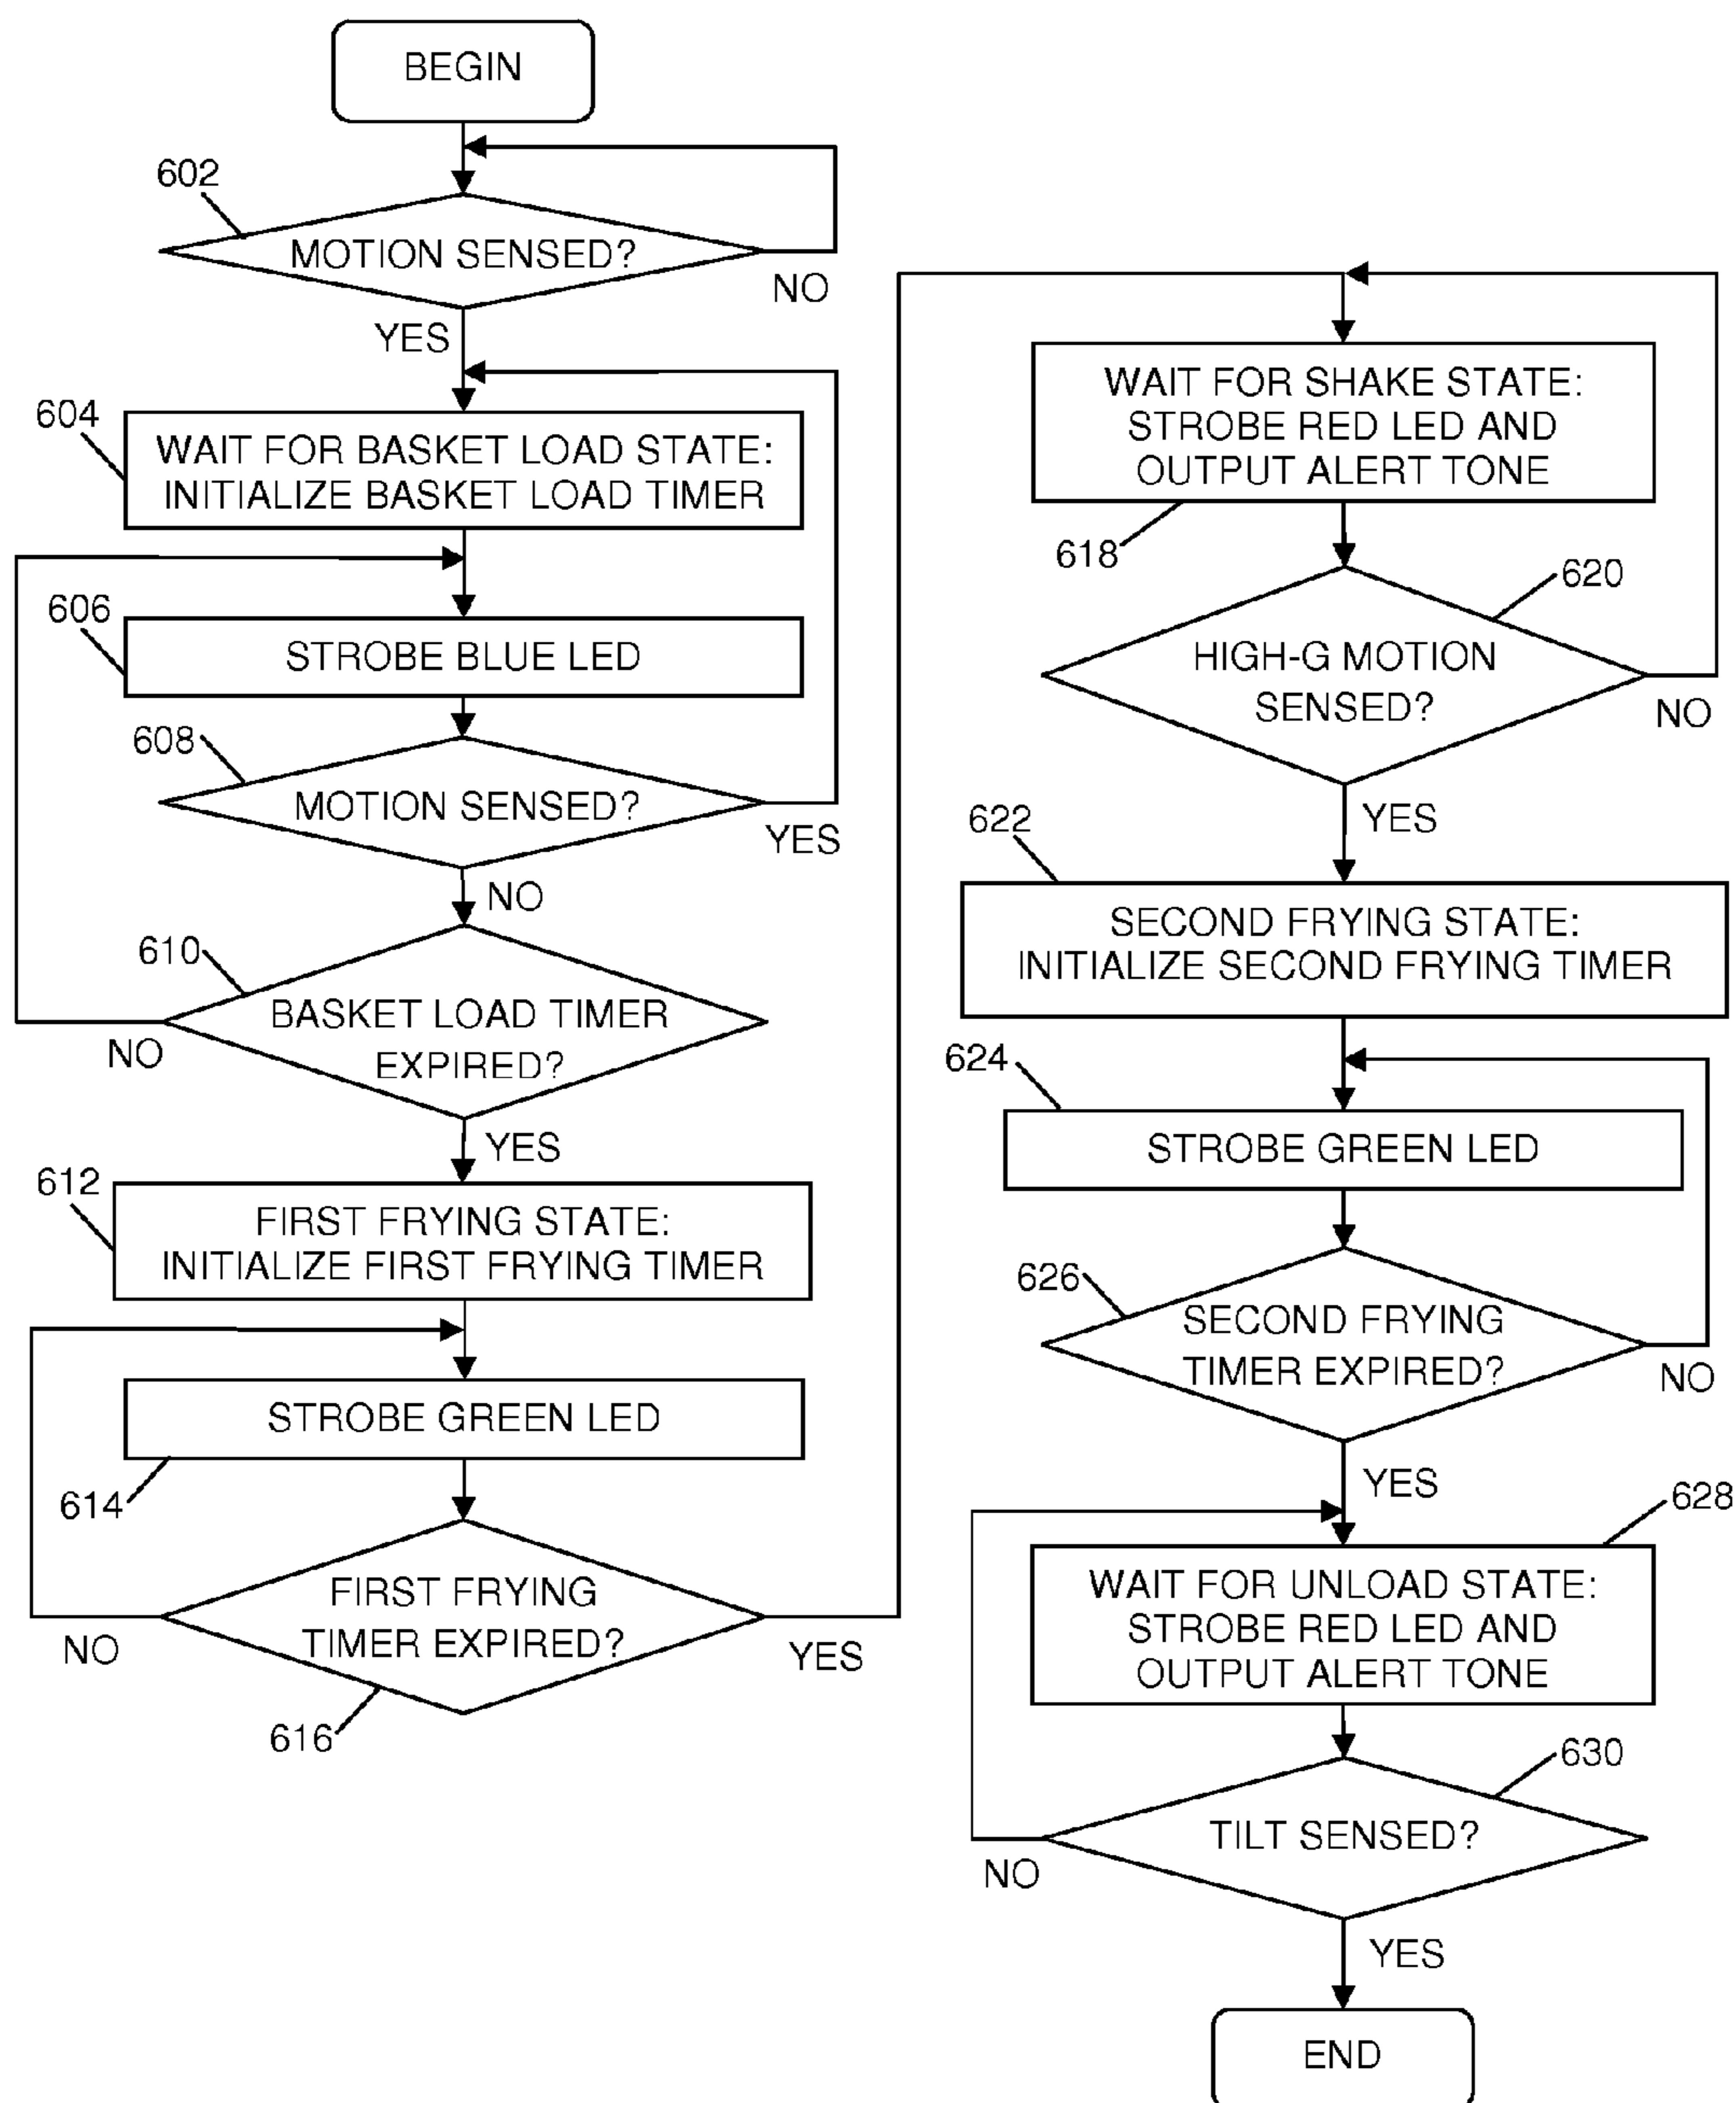 BEGIN
602
MOTION SENSED?
NO
YES
604
WAIT FOR BASKET LOAD STATE:
INITIALIZE BASKET LOAD TIMER
606
STROBE BLUE LED
608
MOTION SENSED?
YES
NO
610
BASKET LOAD TIMER
EXPIRED?
NO
YES
612
FIRST FRYING STATE:
INITIALIZE FIRST FRYING TIMER
STROBE GREEN LED
614
FIRST FRYING
TIMER EXPIRED?
NO
YES
616
WAIT FOR SHAKE STATE:
STROBE RED LED AND
OUTPUT ALERT TONE
618
620
HIGH-G MOTION
SENSED?
NO
YES
622
SECOND FRYING STATE:
INITIALIZE SECOND FRYING TIMER
624
STROBE GREEN LED
626
SECOND FRYING
TIMER EXPIRED?
NO
YES
628
WAIT FOR UNLOAD STATE:
STROBE RED LED AND
OUTPUT ALERT TONE
630
TILT SENSED?
NO
YES
END